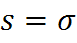 s = σ